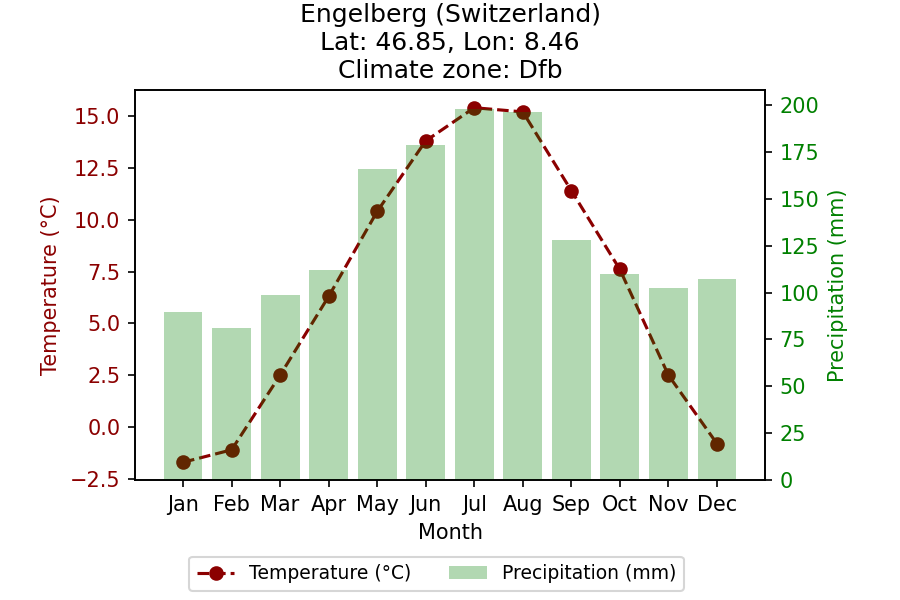 Engelberg (Switzerland)
Lat: 46.85, Lon: 8.46
Climate zone: Dfb
Temperature (°C)
15.0
12.5
10.0
7.5
5.0
2.5
0.0
−2.5
200
175
150
125
100
75
50
25
0
Precipitation (mm)
Jan Feb Mar Apr May Jun Jul Aug Sep Oct Nov Dec
Month
Temperature (°C) Precipitation (mm)